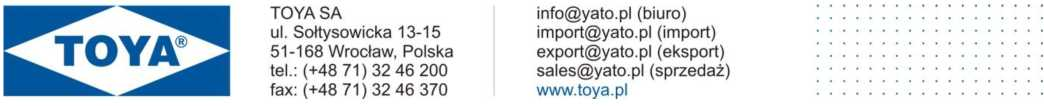 TOYA®
TOYA SA
ul. Sołtysowicka 13-15
51-168 Wrocław, Polska
tel.: (+48 71) 32 46 200
fax: (+48 71) 32 46 370
info@yato.pl (biuro)
import@yato.pl (import)
export@yato.pl (eksport)
sales@yato.pl (sprzedaż)
www.toya.pl